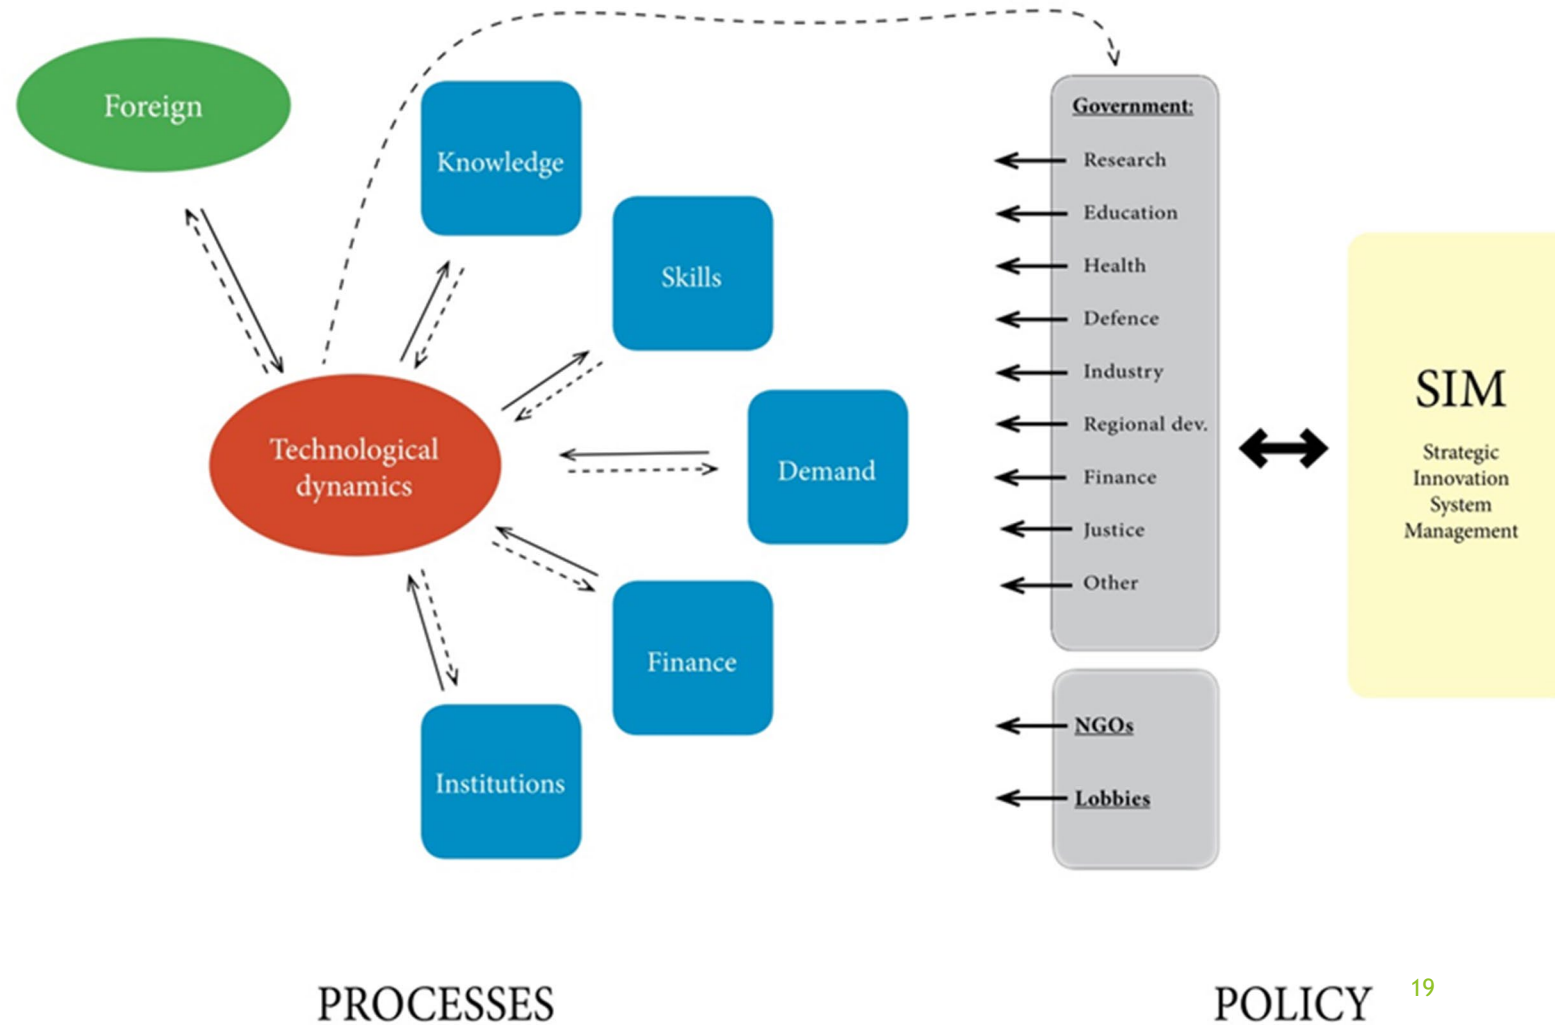 Foreign
Knowledge
Skills
Technological
dynamics
Demand
Finance
Institutions
Government:
Research
Education
Health
Defence
Industry
Regional dev.
Finance
Justice
Other
NGOs
Lobbies
SIM
Strategic
Innovation
System
Management
PROCESSES
POLICY
19